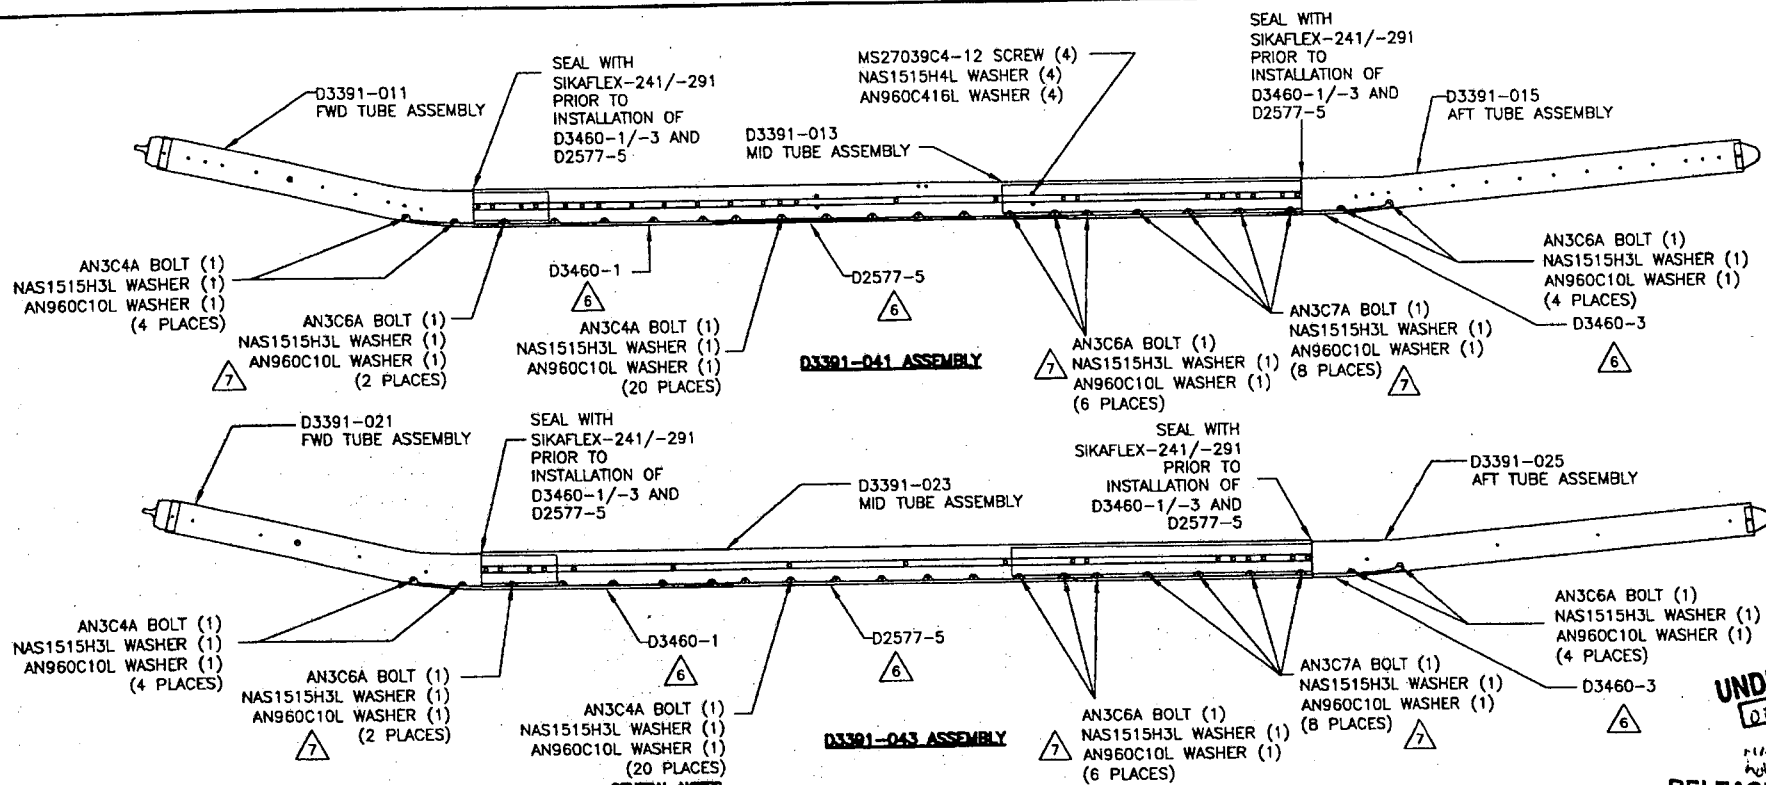 SEAL WITH
SIKAFLEX-241/-291
PRIOR TO
INSTALLATION OF
D3460-1/-3 AND
D2577-5
MS27039C4-12 SCREW (4)
NAS1515H4L WASHER (4)
AN960C416L WASHER (4)
SEAL WITH
SIKAFLEX-241/-291
PRIOR TO
INSTALLATION OF
D3460-1/-3 AND
D2577-5
D3391-011
FWD TUBE ASSEMBLY
D3391-013
MID TUBE ASSEMBLY
D3391-015
AFT TUBE ASSEMBLY
AN3C4A BOLT (1)
NAS1515H3L WASHER (1)
AN960C10L WASHER (1)
(4 PLACES)
AN3C6A BOLT (1)
NAS1515H3L WASHER (1)
AN960C10L WASHER (1)
(2 PLACES)
7
D3460-1
6
AN3C4A BOLT (1)
NAS1515H3L WASHER (1)
AN960C10L WASHER (1)
(20 PLACES)
D2577-5
6
D3391-041 ASSEMBLY
7
AN3C6A BOLT (1)
NAS1515H3L WASHER (1)
AN960C10L WASHER (1)
(6 PLACES)
AN3C7A BOLT (1)
NAS1515H3L WASHER (1)
AN960C10L WASHER (1)
(8 PLACES)
7
AN3C6A BOLT (1)
NAS1515H3L WASHER (1)
AN960C10L WASHER (1)
(4 PLACES)
D3460-3
6
D3391-021
FWD TUBE ASSEMBLY
SEAL WITH
SIKAFLEX-241/-291
PRIOR TO
INSTALLATION OF
D3460-1/-3 AND
D2577-5
D3391-023
MID TUBE ASSEMBLY
SEAL WITH
SIKAFLEX-241/-291
PRIOR TO
INSTALLATION OF
D3460-1/-3 AND
D2577-5
D3391-025
AFT TUBE ASSEMBLY
AN3C4A BOLT (1)
NAS1515H3L WASHER (1)
AN960C10L WASHER (1)
(4 PLACES)
AN3C6A BOLT (1)
NAS1515H3L WASHER (1)
AN960C10L WASHER (1)
(2 PLACES)
7
D3460-1
6
AN3C4A BOLT (1)
NAS1515H3L WASHER (1)
AN960C10L WASHER (1)
(20 PLACES)
D2577-5
6
D3391-043 ASSEMBLY
7
AN3C6A BOLT (1)
NAS1515H3L WASHER (1)
AN960C10L WASHER (1)
(6 PLACES)
AN3C7A BOLT (1)
NAS1515H3L WASHER (1)
AN960C10L WASHER (1)
(8 PLACES)
7
AN3C6A BOLT (1)
NAS1515H3L WASHER (1)
AN960C10L WASHER (1)
(4 PLACES)
D3460-3
6